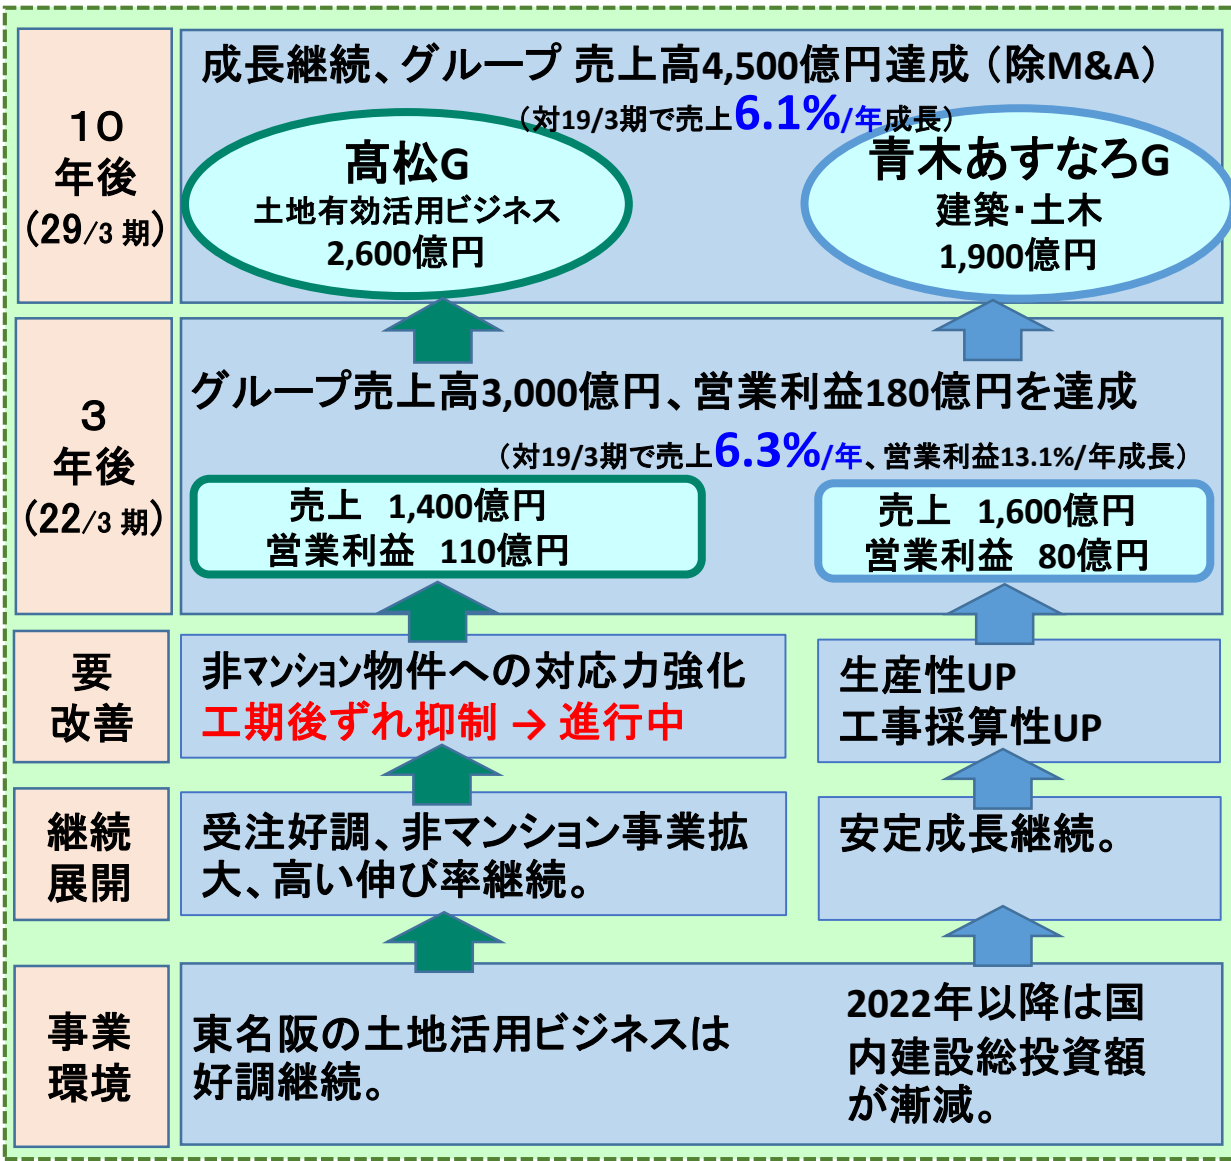 10
年後
(29/3 期)
成長継続、グループ 売上高4,500億円達成（除M&A）
（対19/3期で売上6.1%/年成長）
髙松G
土地有効活用ビジネス
2,600億円
青木あすなろG
建築・土木
1,900億円
3
年後
(22/3 期)
グループ売上高3,000億円、営業利益180億円を達成
（対19/3期で売上6.3%/年、営業利益13.1%/年成長）
売上 1,400億円
営業利益 110億円
売上 1,600億円
営業利益 80億円
要
改善
非マンション物件への対応力強化
工期後ずれ抑制 → 進行中
生産性UP
工事採算性UP
継続
展開
受注好調、非マンション事業拡
大、高い伸び率継続。
安定成長継続。
事業
環境
東名阪の土地活用ビジネスは
好調継続。
2022年以降は国
内建設総投資額
が漸減。